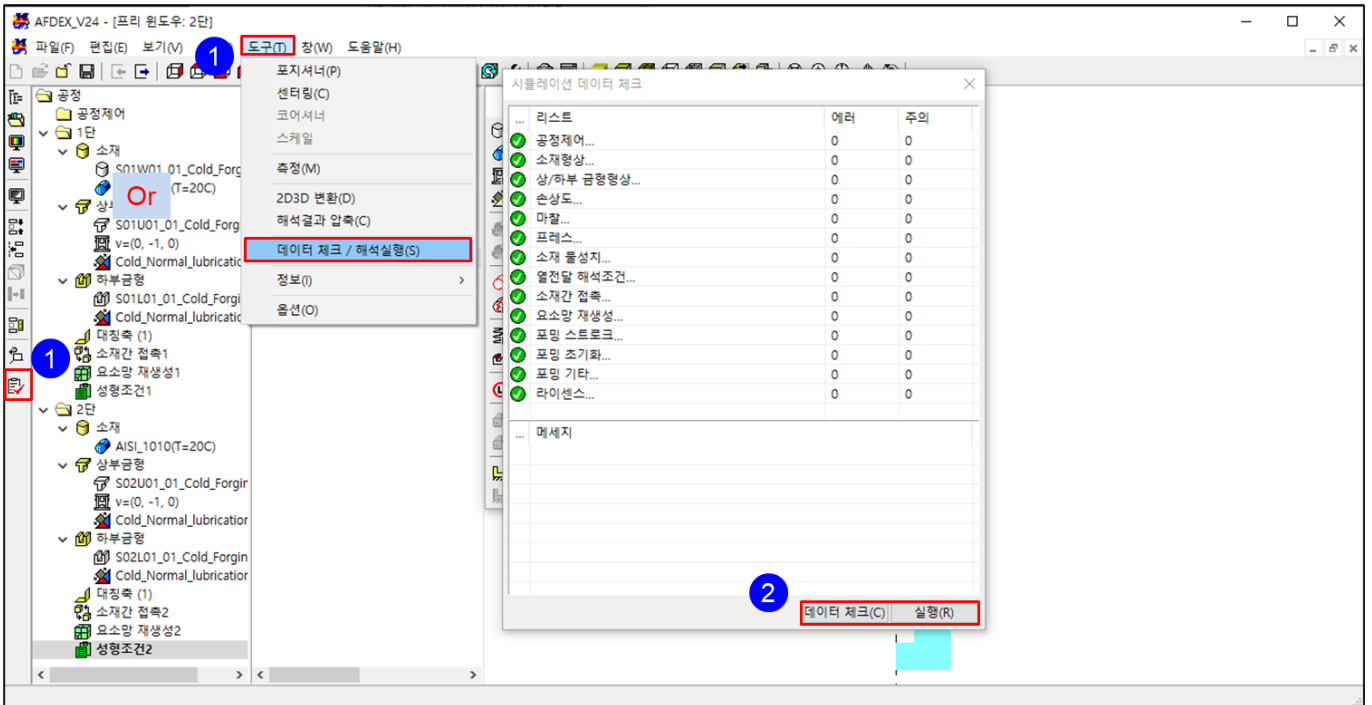 AFDEX_V24 - [프리 윈도우: 2단]
파일(F) 편집(E) 보기(V) 도구(T) 창(W) 도움말(H)
1
포지셔너(P)
센터링(C)
코어셔너
스케일
측정(M)
2D3D 변환(D)
해석결과 압축(C)
데이터 체크 / 해석실행(S)
정보(I)
옵션(O)
Or
1
공정
공정제어
1단
소재
S01W01_01_Cold_Forg
(T=20C)
상
S01U01_01_Cold_Forg
v=(0, -1, 0)
Cold_Normal_lubricatic
하부금형
S01L01_01_Cold_Forgi
Cold_Normal_lubricatic
대칭축 (1)
소재간 접촉1
요소망 재생성1
성형조건1
2단
소재
AISI_1010(T=20C)
상부금형
S02U01_01_Cold_Forgir
v=(0, -1, 0)
Cold_Normal_lubricatior
하부금형
S02L01_01_Cold_Forgin
Cold_Normal_lubricatior
대칭축 (1)
소재간 접촉2
요소망 재생성2
성형조건2
시뮬레이션 데이터 체크
... 리스트 에러 주의
공정제어... 0 0
소재형상... 0 0
상/하부 금형형상... 0 0
손상도... 0 0
마찰... 0 0
프레스... 0 0
소재 물성치... 0 0
열전달 해석조건... 0 0
소재간 접촉... 0 0
요소망 재생성... 0 0
포밍 스트로크... 0 0
포밍 초기화... 0 0
포밍 기타... 0 0
라이센스... 0 0
... 메세지
2
데이터 체크(C) 실행(R)